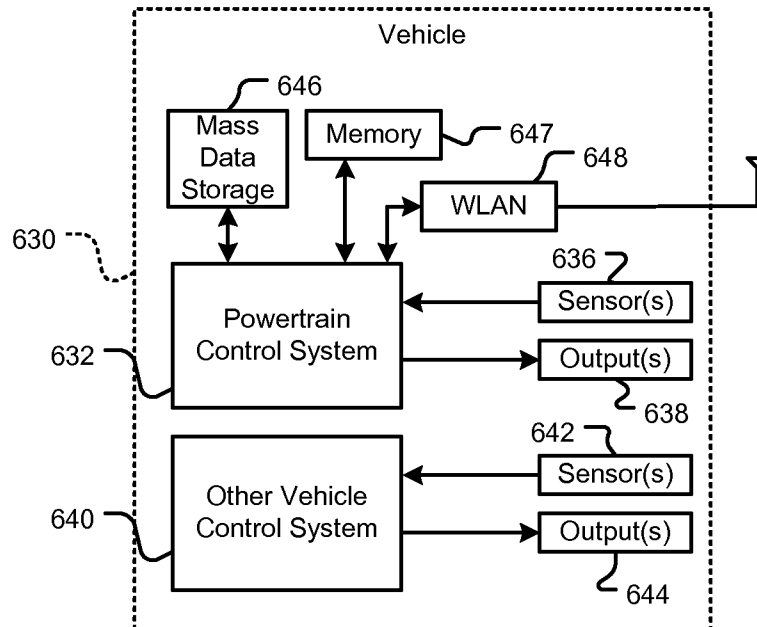 Vehicle
646
Mass
Data
Storage
Memory
647
648
WLAN
630
636
Sensor(s)
Powertrain
Control System
632
Output(s)
638
642
Sensor(s)
Other Vehicle
Control System
640
Output(s)
644